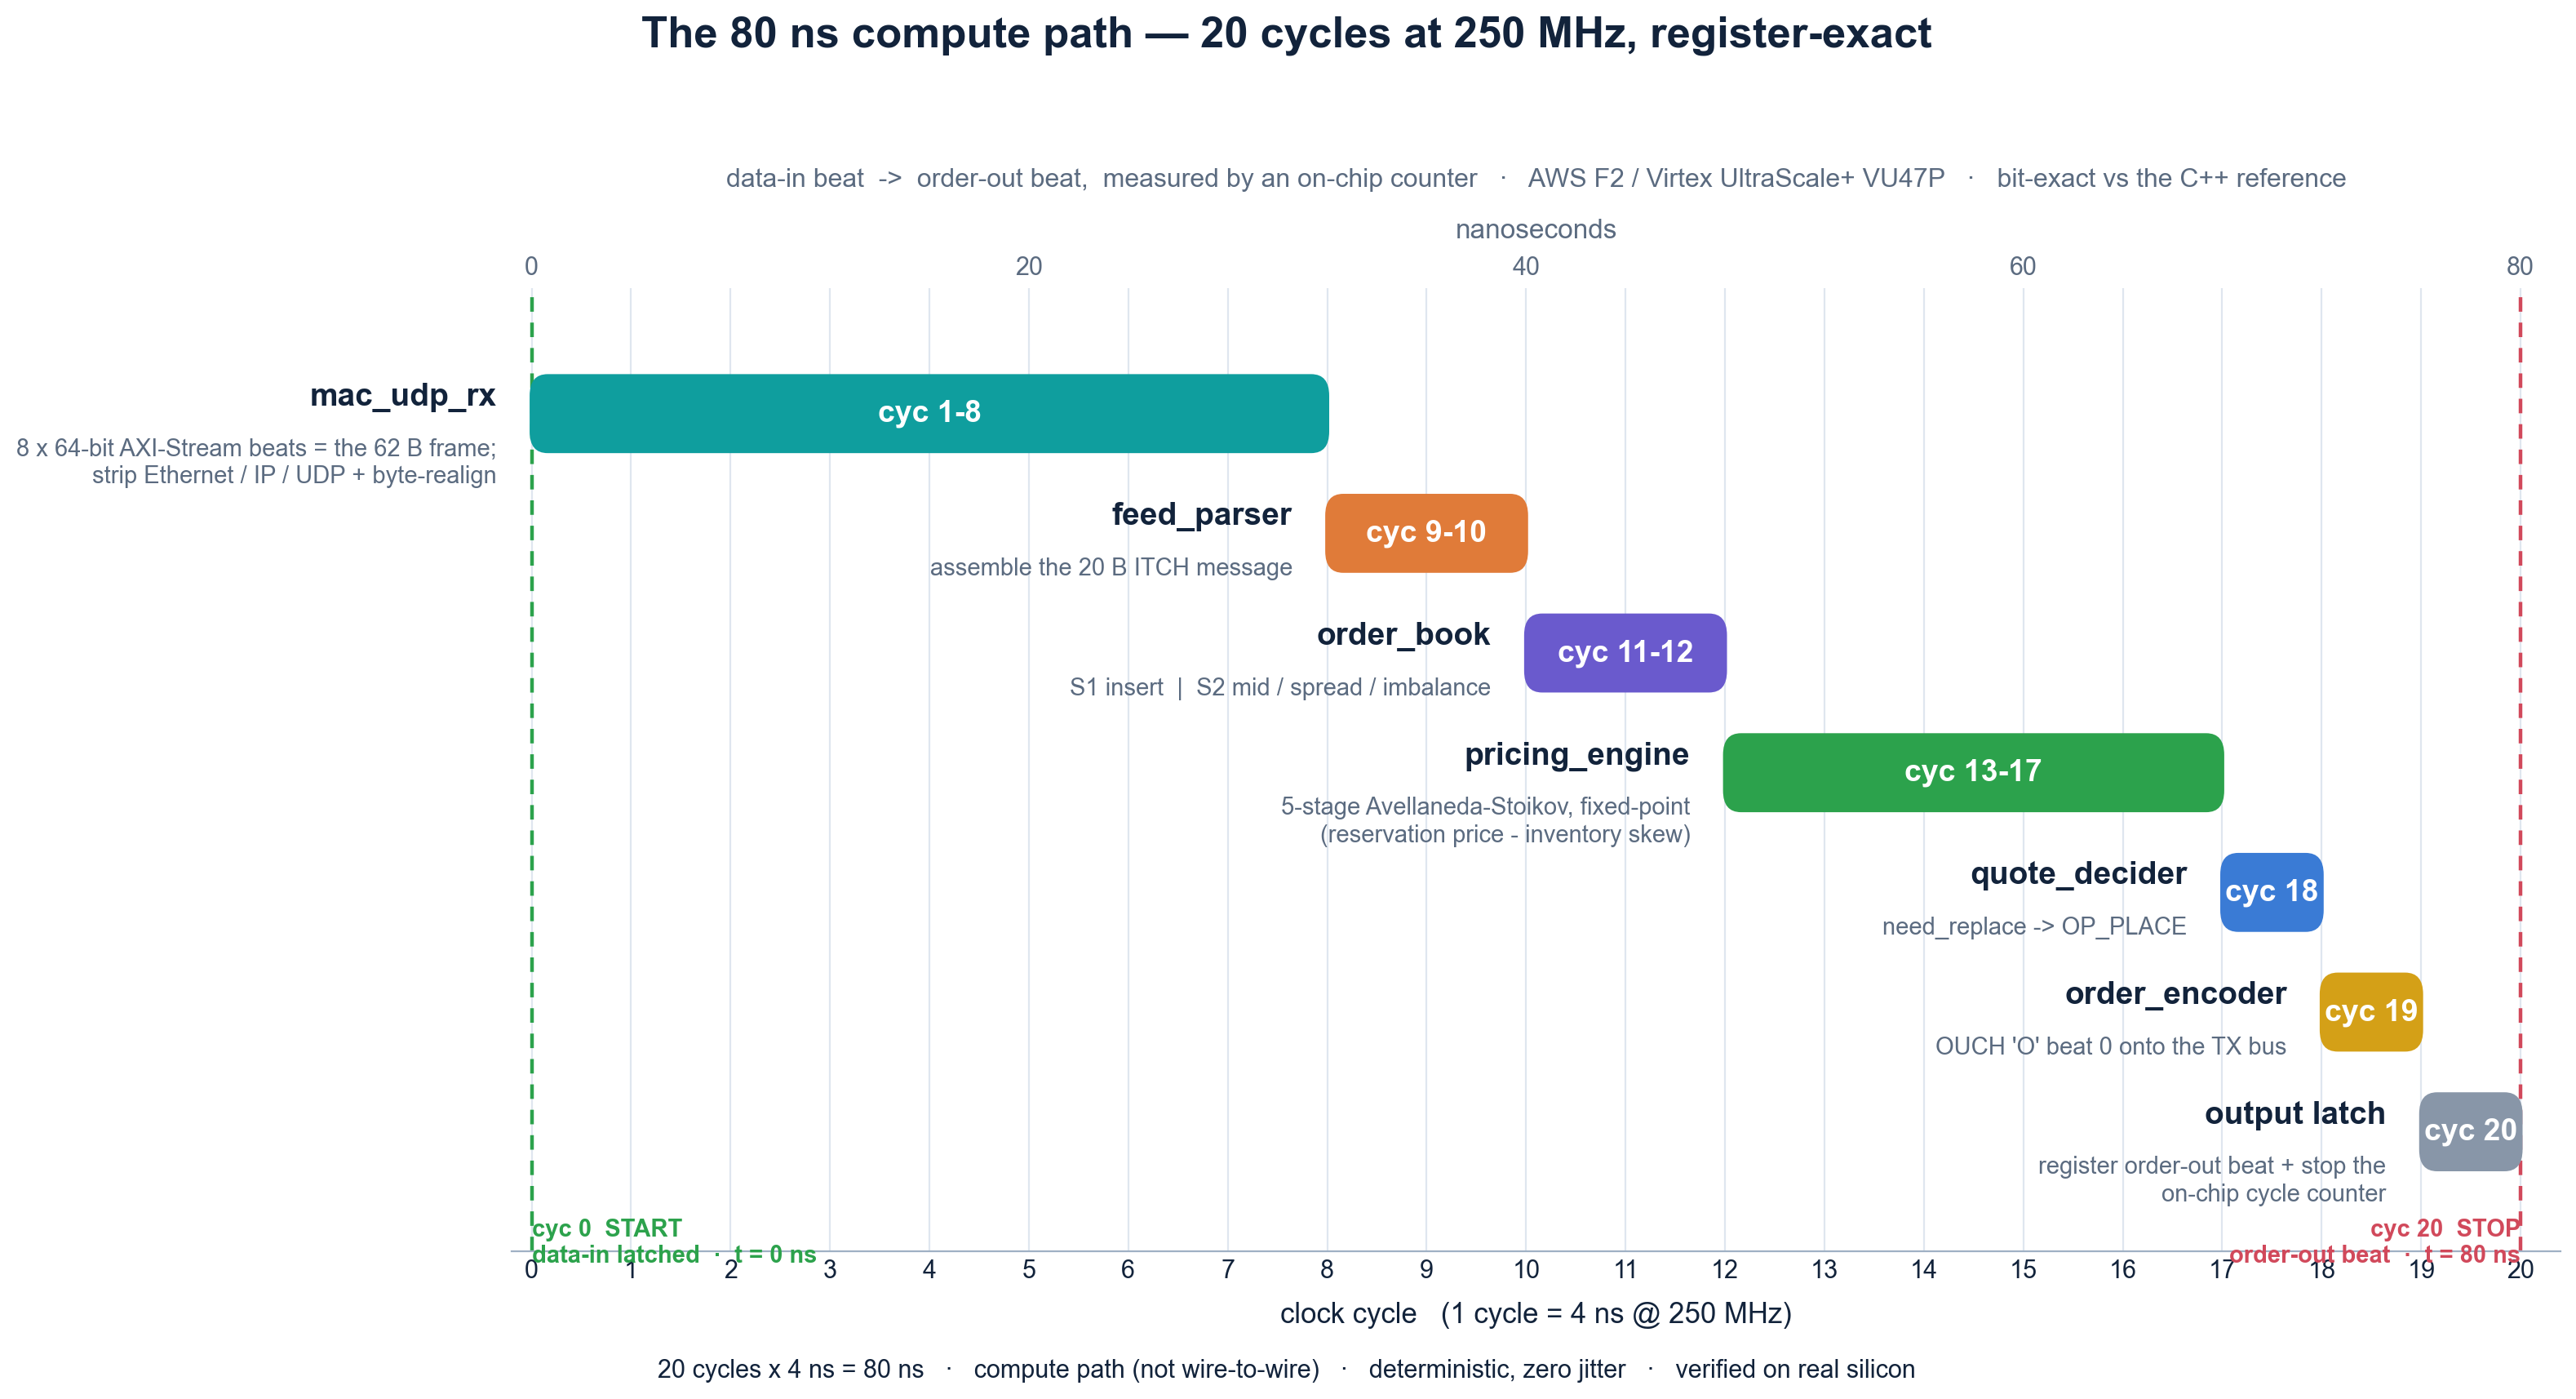 The 80 ns compute path — 20 cycles at 250 MHz, register-exact
data-in beat -> order-out beat, measured by an on-chip counter · AWS F2 / Virtex UltraScale+ VU47P · bit-exact vs the C++ reference
nanoseconds
0 20 40 60 80
mac_udp_rx
cyc 1-8
8 x 64-bit AXI-Stream beats = the 62 B frame;
strip Ethernet / IP / UDP + byte-realign
feed_parser
cyc 9-10
assemble the 20 B ITCH message
order_book
cyc 11-12
S1 insert | S2 mid / spread / imbalance
pricing_engine
cyc 13-17
5-stage Avellaneda-Stoikov, fixed-point
(reservation price - inventory skew)
quote_decider
cyc 18
need_replace -> OP_PLACE
order_encoder
cyc 19
OUCH 'O' beat 0 onto the TX bus
output latch
cyc 20
register order-out beat + stop the
on-chip cycle counter
cyc 0 START
data-in latched · t = 0 ns
cyc 20 STOP
order-out beat · t = 80 ns
0 1 2 3 4 5 6 7 8 9 10 11 12 13 14 15 16 17 18 19 20
clock cycle (1 cycle = 4 ns @ 250 MHz)
20 cycles x 4 ns = 80 ns · compute path (not wire-to-wire) · deterministic, zero jitter · verified on real silicon